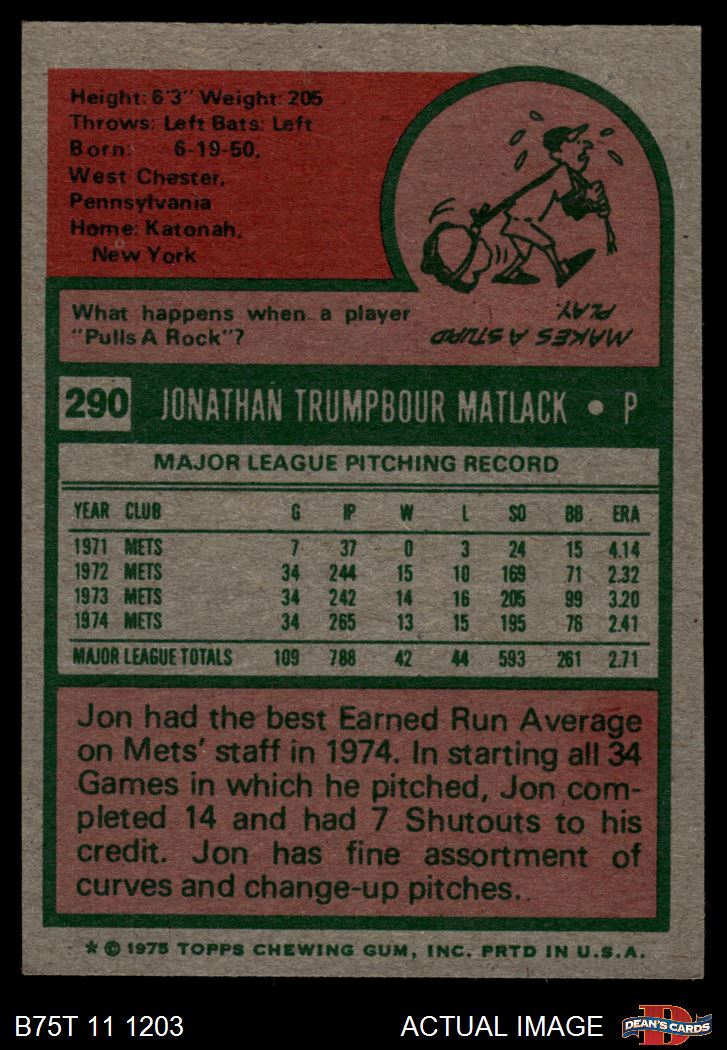 Height: 6'3" Weight: 205
Throws: Left Bats: Left
Born: 6-19-50,
West Chester,
Pennsylvania
Home: Katonah,
New York
What happens when a player
"Pulls A Rock"?
MAKES A STUPID
PLAY.
290 JONATHAN TRUMPBOUR MATLACK • P
MAJOR LEAGUE PITCHING RECORD
YEAR CLUB G IP W L SO BB ERA
1971 METS 7 37 0 3 24 15 4.14
1972 METS 34 244 15 10 169 71 2.32
1973 METS 34 242 14 16 205 99 3.20
1974 METS 34 265 13 15 195 76 2.41
MAJOR LEAGUE TOTALS 109 788 42 44 593 261 2.71
Jon had the best Earned Run Average
on Mets' staff in 1974. In starting all 34
Games in which he pitched, Jon com-
pleted 14 and had 7 Shutouts to his
credit. Jon has fine assortment of
curves and change-up pitches.
* © 1975 TOPPS CHEWING GUM, INC. PRTD IN U.S.A.
B75T 11 1203 ACTUAL IMAGE DEAN'S CARDS